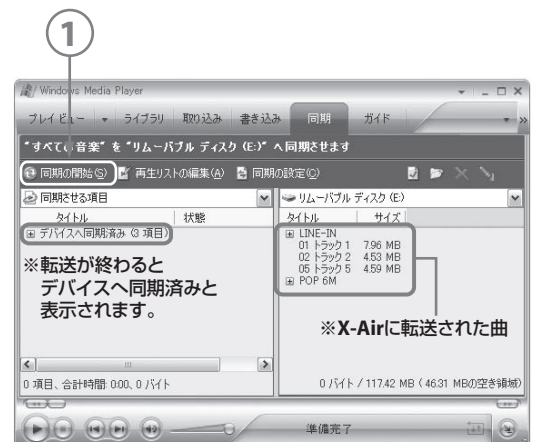 1
Windows Media Player
プレイ ビュー ライブラリ 取り込み 書き込み 同期 ガイド
"すべての音楽" を "リムーバブル ディスク (E:)" へ同期させます
同期の開始(S) 再生リストの編集(A) 同期の設定(O)
同期させる項目
リムーバブル ディスク (E:)
タイトル 状態
タイトル サイズ
デバイスへ同期済み (3 項目)
LINE-IN
01 トラック 1 7.96 MB
02 トラック 2 4.53 MB
05 トラック 5 4.59 MB
POP 6M
※転送が終わると
デバイスへ同期済みと
表示されます。
※X-Airに転送された曲
0 項目、合計時間: 0:00、0 バイト
0 バイト / 117.42 MB (46.31 MBの空き領域)
準備完了